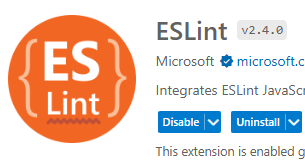 {ES}
Lint
ESLint v2.4.0
Microsoft microsoft.c
Integrates ESLint JavaScr
Disable Uninstall
This extension is enabled g